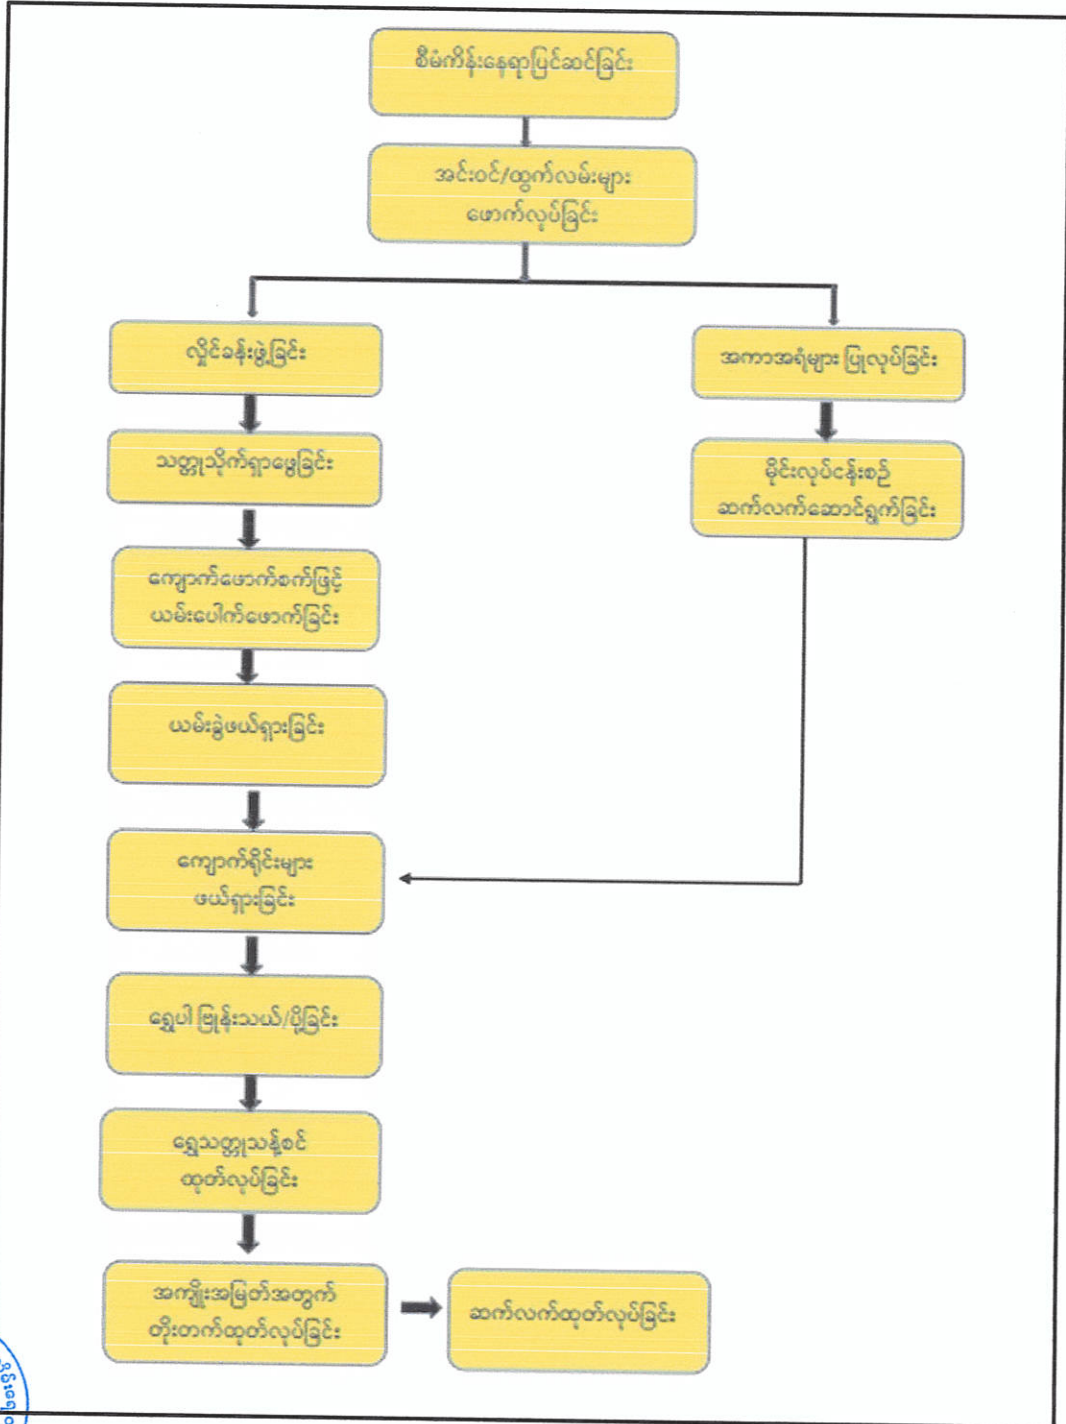 စီမံကိန်းနေရာပြင်ဆင်ခြင်း
အင်းဝင်/ထွက်လမ်းများ
ဖောက်လုပ်ခြင်း
လှိုင်ခန်းဖွဲ့ခြင်း
အကာအရံများ ပြုလုပ်ခြင်း
သတ္တုသိုက်ရှာဖွေခြင်း
မိုင်းလုပ်ငန်းစဉ်
ဆက်လက်ဆောင်ရွက်ခြင်း
ကျောက်ဖောက်စက်ဖြင့်
ယမ်းပေါက်ဖောက်ခြင်း
ယမ်းခွဲဖယ်ရှားခြင်း
ကျောက်ရိုင်းများ
ဖယ်ရှားခြင်း
ရွှေပါ ဗြုန်းသယ်/ပို့ခြင်း
ရွှေသတ္တုသန့်စင်
ထုတ်လုပ်ခြင်း
အကျိုးအမြတ်အတွက်
တိုးတက်ထုတ်လုပ်ခြင်း
ဆက်လက်ထုတ်လုပ်ခြင်း